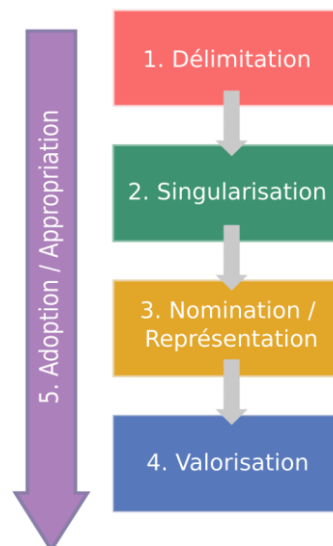 1. Délimitation
2. Singularisation
3. Nomination /
Représentation
4. Valorisation
5. Adoption / Appropriation